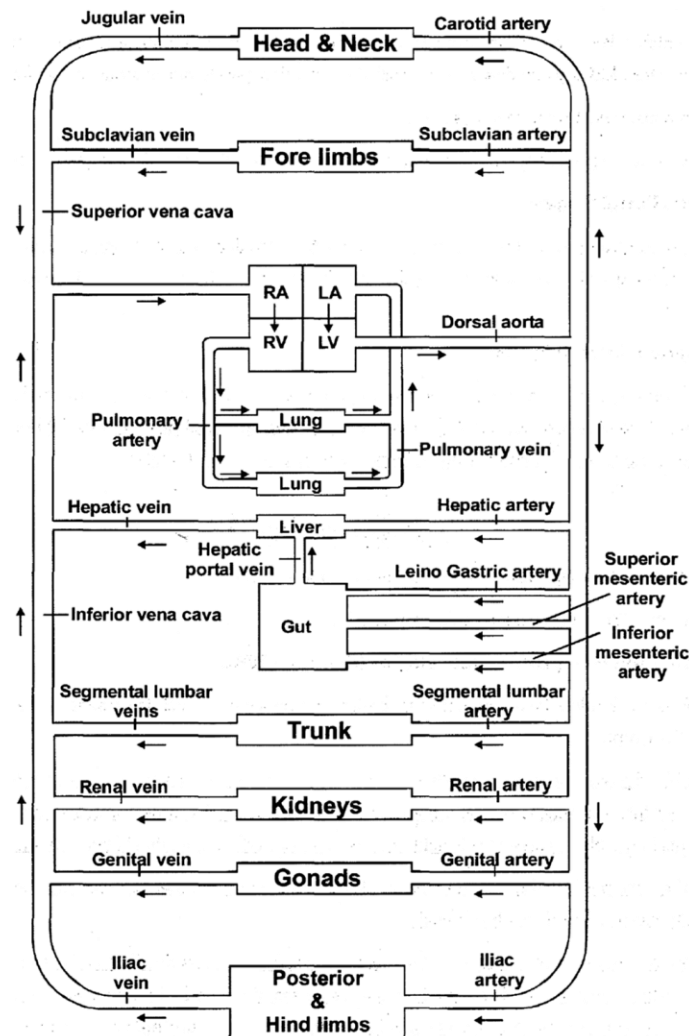 Jugular vein
Carotid artery
Head & Neck
Subclavian vein
Subclavian artery
Fore limbs
Superior vena cava
RA
LA
Dorsal aorta
RV
LV
Pulmonary
artery
Lung
Pulmonary vein
Lung
Hepatic vein
Hepatic artery
Liver
Hepatic
portal vein
Leino Gastric artery
Superior
mesenteric
artery
Gut
Inferior vena cava
Inferior
mesenteric
artery
Segmental lumbar
veins
Segmental lumbar
artery
Trunk
Renal vein
Renal artery
Kidneys
Genital vein
Genital artery
Gonads
Iliac
vein
Posterior
&
Hind limbs
Iliac
artery